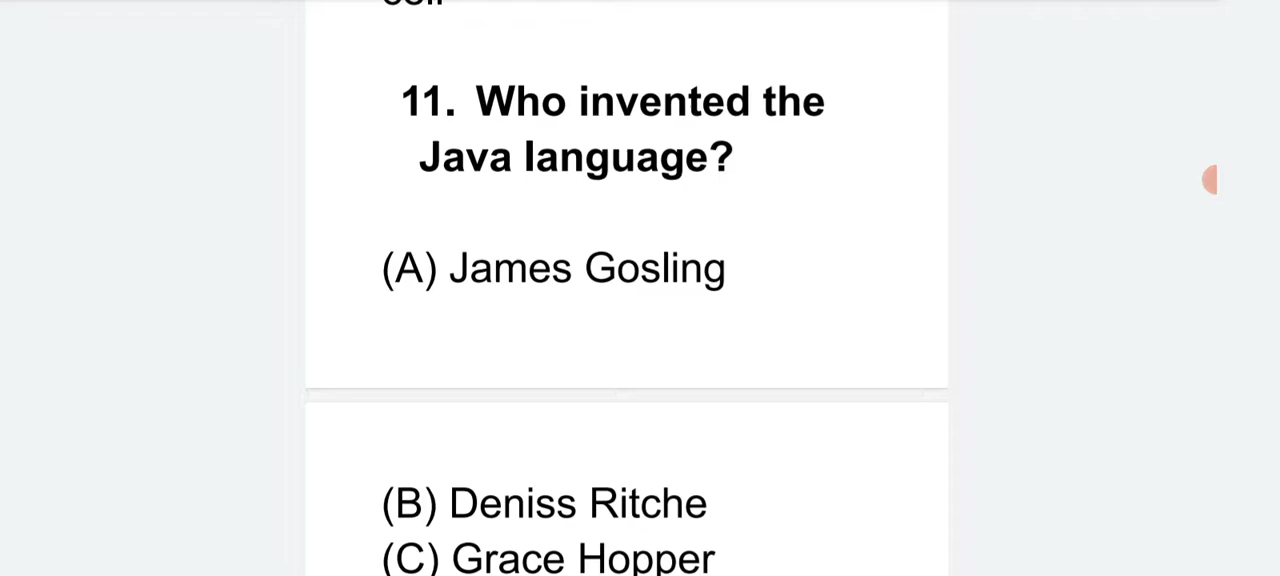 11. Who invented the
Java language?
(A) James Gosling
(B) Deniss Ritche
(C) Grace Hopper